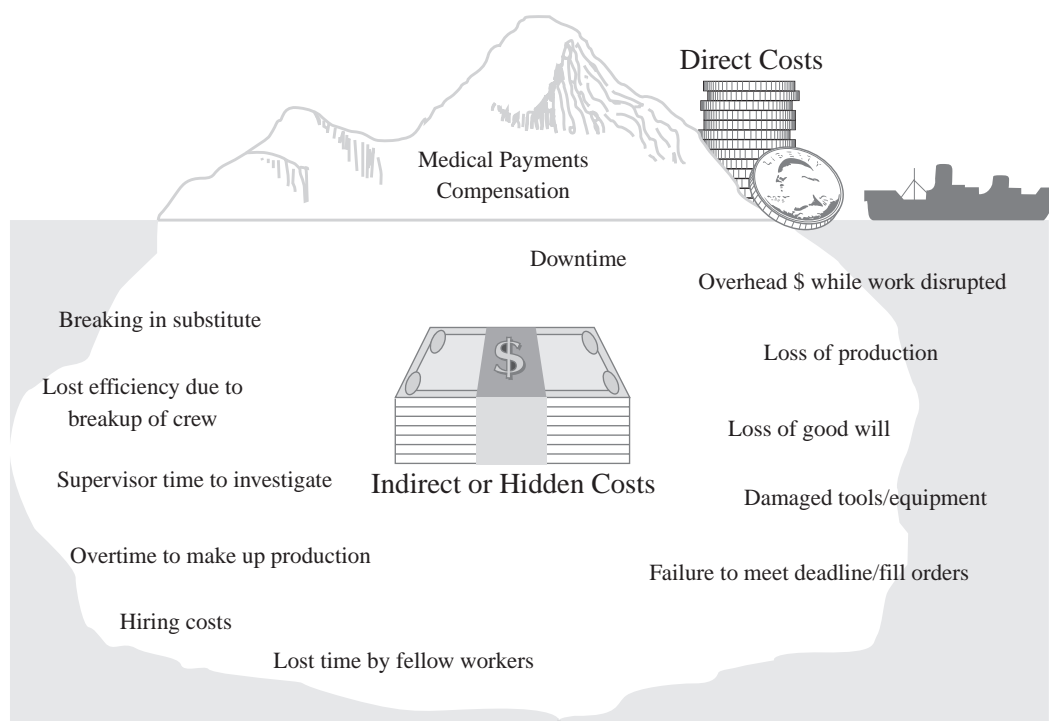 Direct Costs
Medical Payments
Compensation
LIBERTY
Downtime
Overhead $ while work disrupted
Breaking in substitute
Loss of production
$
Lost efficiency due to
breakup of crew
Loss of good will
Supervisor time to investigate
Indirect or Hidden Costs
Damaged tools/equipment
Overtime to make up production
Failure to meet deadline/fill orders
Hiring costs
Lost time by fellow workers